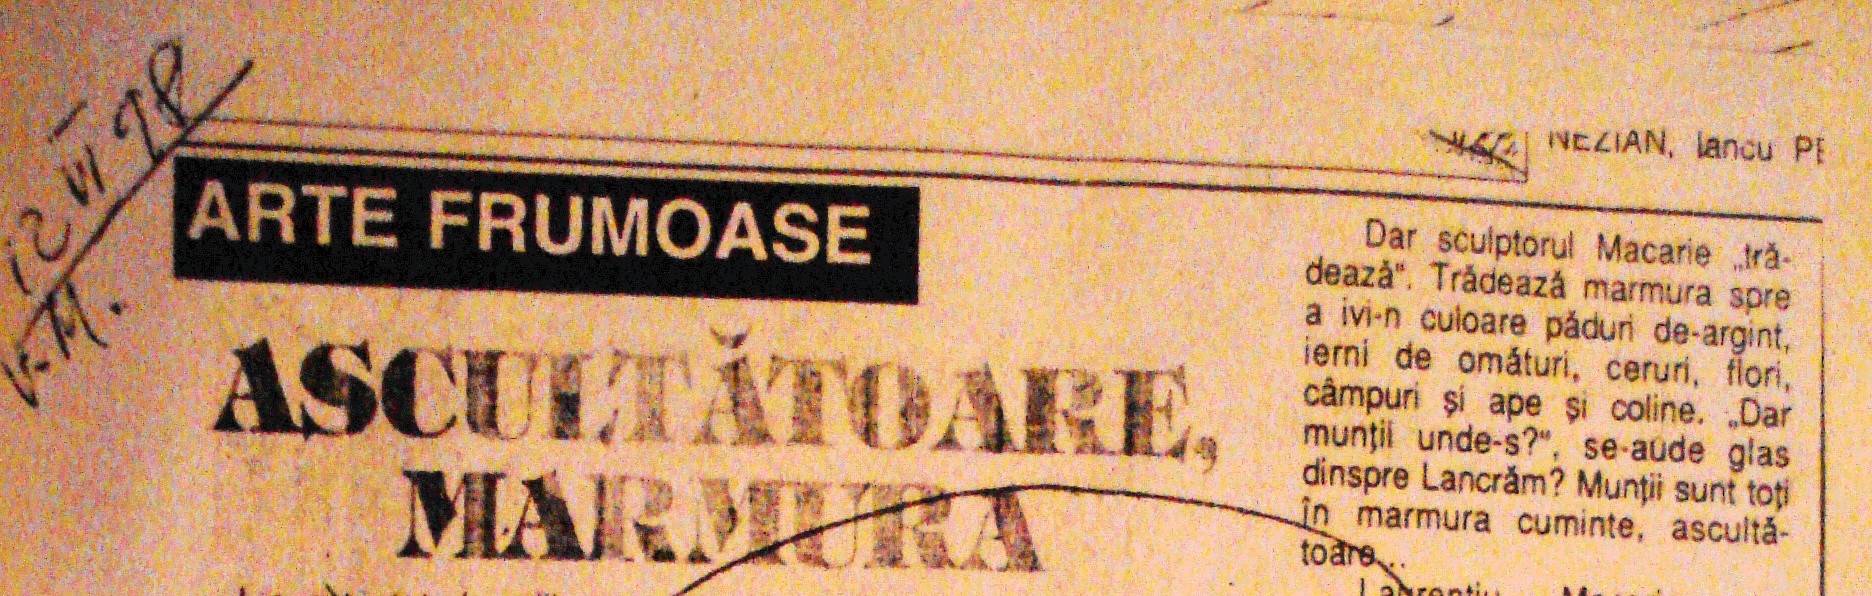 12 VI 98
V.M.
NEZIAN, Iancu
ARTE FRUMOASE
ASCULTĂTOARE,
MARMURA
Dar sculptorul Macarie „tră-
dează". Trădează marmura spre
a ivi-n culoare păduri de-argint,
ierni de omături, ceruri, flori,
câmpuri și ape și coline. „Dar
munții unde-s?", se-aude glas
dinspre Lancrăm? Munții sunt toți
în marmura cuminte, ascultă-
toare...